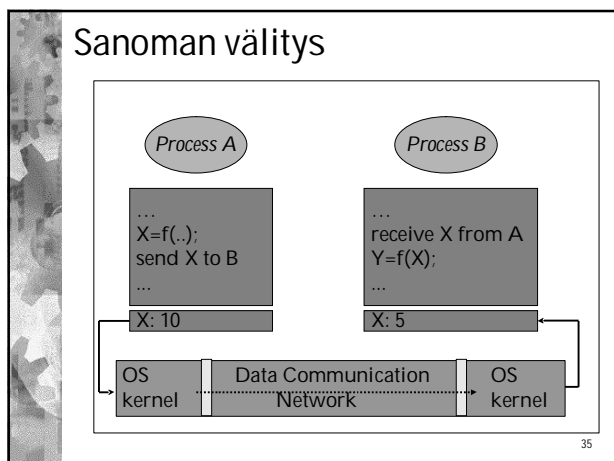 Sanoman välitys
Process A
Process B
…
X=f(..);
send X to B
...
X: 10
…
receive X from A
Y=f(X);
...
X: 5
OS
kernel
Data Communication
Network
OS
kernel
35